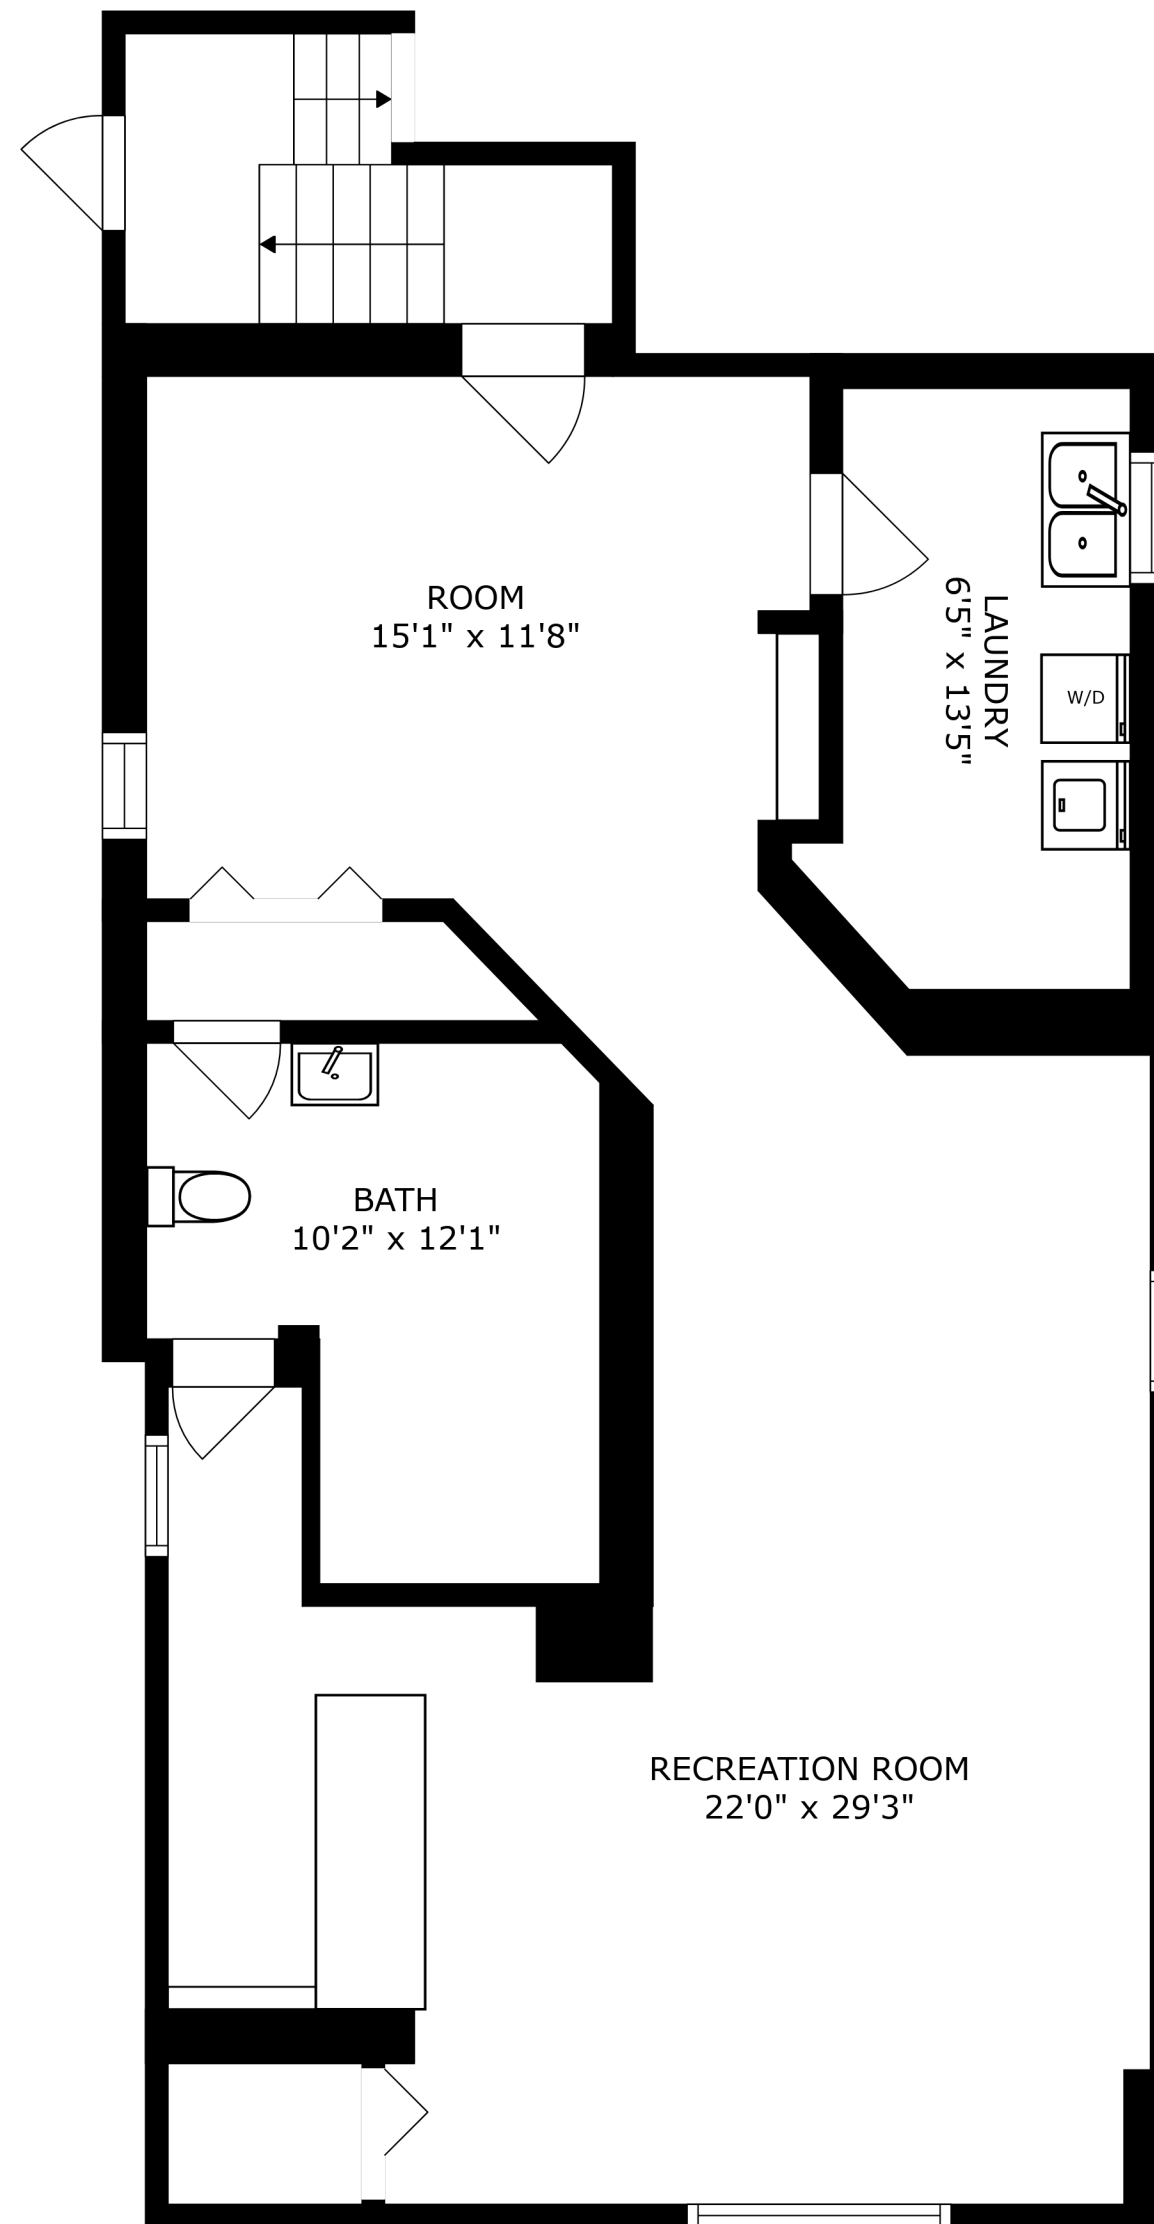 ROOM
15'1" x 11'8"
LAUNDRY
6'5" x 13'5"
W/D
BATH
10'2" x 12'1"
RECREATION ROOM
22'0" x 29'3"